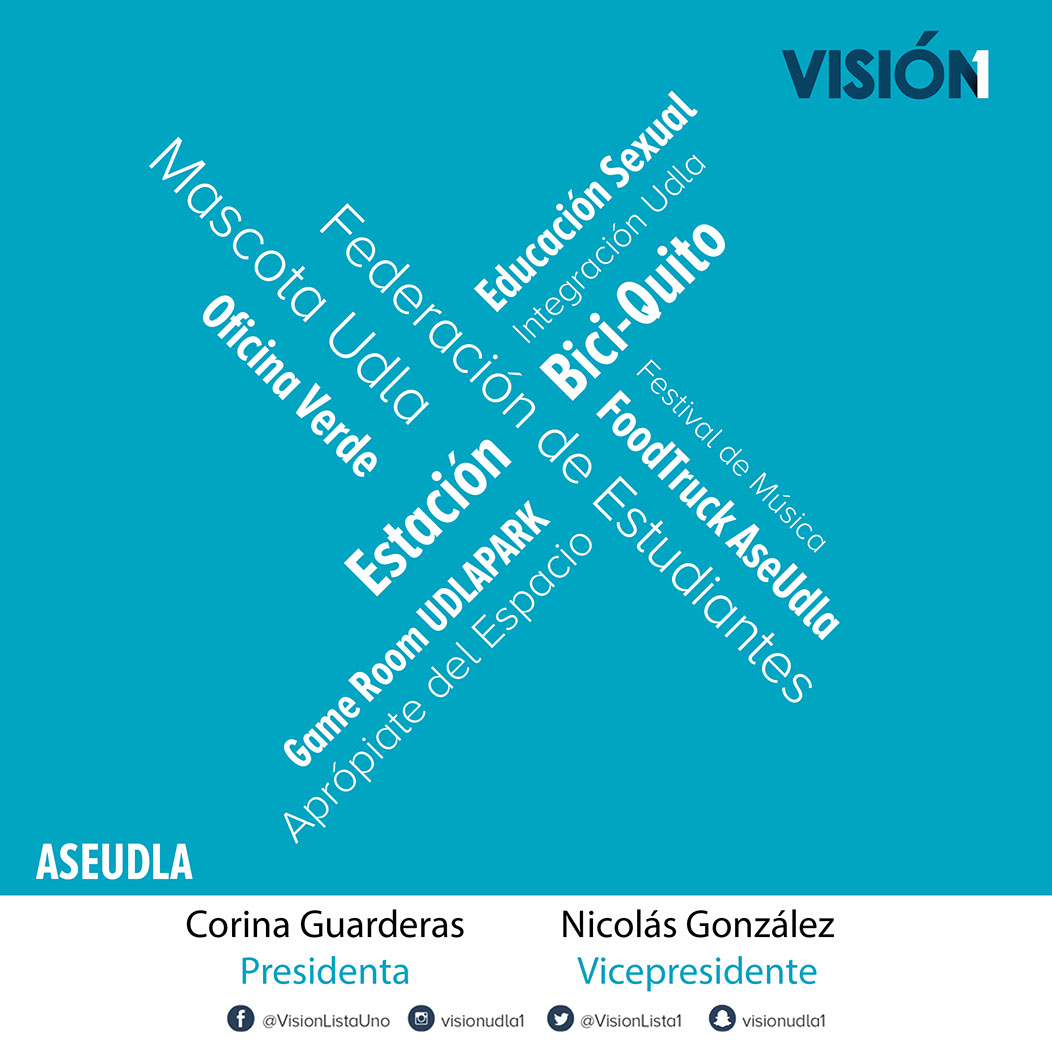 VISIÓN1
Educación Sexual
Integración Udla
Bici-Quito
Mascota Udla
Federación de Estudiantes
Oficina Verde
Festival de Música
FoodTruck AseUdla
Estación
Game Room UDLAPARK
Aprópiate del Espacio
ASEUDLA
Corina Guarderas
Presidenta
Nicolás González
Vicepresidente
@VisionListaUno
visionudla1
@VisionLista1
visionudla1